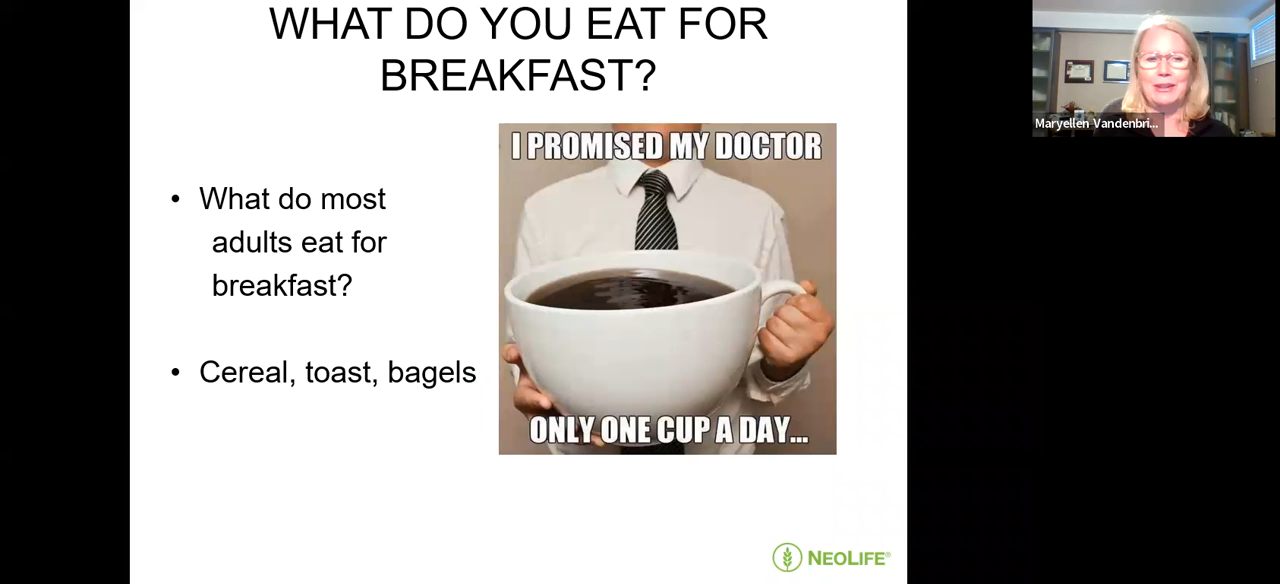 WHAT DO YOU EAT FOR
BREAKFAST?
• What do most
adults eat for
breakfast?
• Cereal, toast, bagels
I PROMISED MY DOCTOR
ONLY ONE CUP A DAY...
NEOLIFE®
Maryellen Vandenbri...